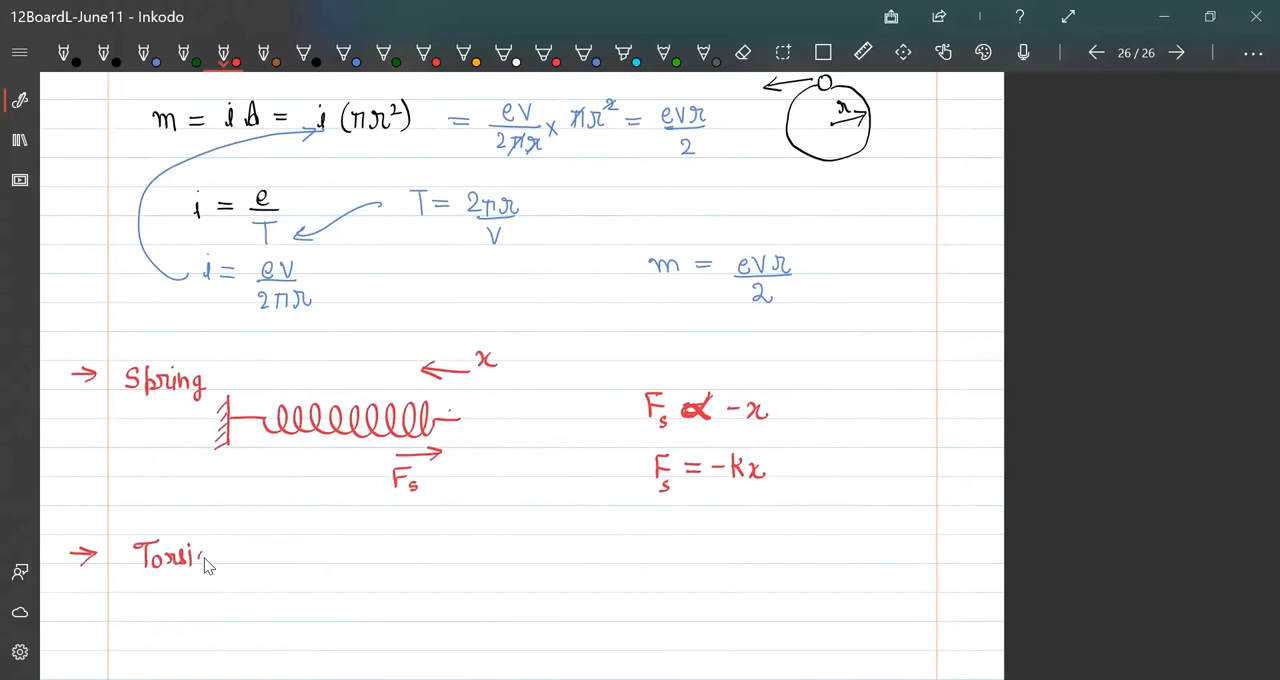 12BoardL-June11 - Inkodo
26/26
m = iA = i (πr²) = ev/2πr × πr² = evr/2
r
i = e/T
T = 2πr/v
i = ev/2πr
m = evr/2
→ Spring
x
Fs ∝ -x
Fs
Fs = -kx
→ Torsi